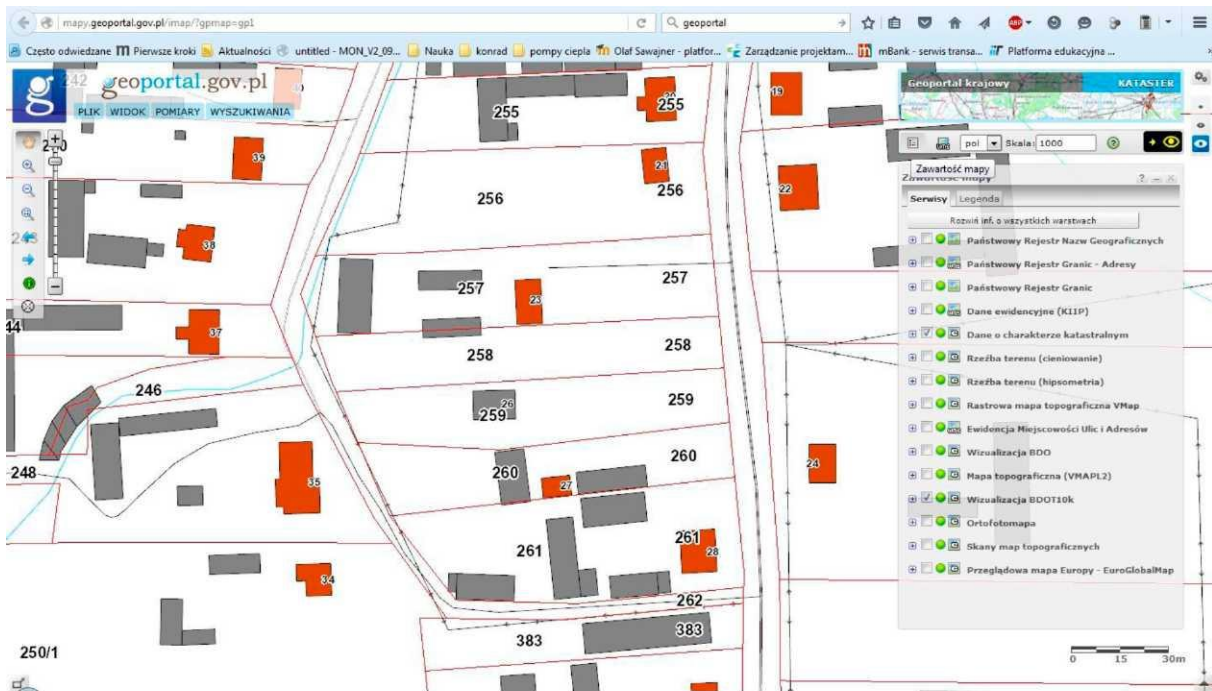 mapy.geoportal.gov.pl/imap/?gpmap=gp1
geoportal
ABP
Często odwiedzane Pierwsze kroki Aktualności untitled - MON_V2_09... Nauka konrad pompy ciepla Olaf Sawajner - platfor... Zarządzanie projektam... mBank - serwis transa... Platforma edukacyjna ...
geoportal.gov.pl
PLIK WIDOK POMIARY WYSZUKIWANIA
Geoportal krajowy KATASTER
pol Skala: 1000
Zawartość mapy
Zawartość mapy
Serwisy Legenda
Rozwiń inf. o wszystkich warstwach
Państwowy Rejestr Nazw Geograficznych
Państwowy Rejestr Granic - Adresy
Państwowy Rejestr Granic
Dane ewidencyjne (KIIP)
Dane o charakterze katastralnym
Rzeźba terenu (cieniowanie)
Rzeźba terenu (hipsometria)
Rastrowa mapa topograficzna VMap
Ewidencja Miejscowości Ulic i Adresów
Wizualizacja BDO
Mapa topograficzna (VMAPL2)
Wizualizacja BDOT10k
Ortofotomapa
Skany map topograficznych
Przeglądowa mapa Europy - EuroGlobalMap
242
255
255
19
39
21
256
256
22
38
257
257
23
37
44
258
258
246
26
259
259
260
260
24
27
248
35
261
261
28
34
262
383
383
250/1
0 15 30m